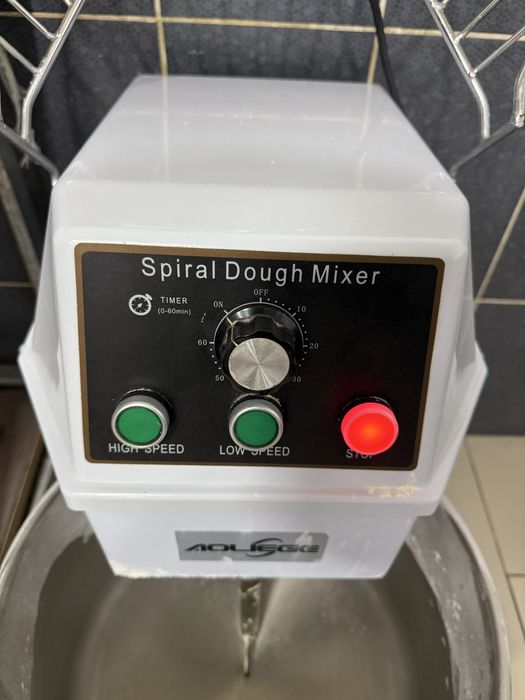 Spiral Dough Mixer
TIMER
(0-60min)
OFF
ON
10
60
20
50
30
HIGH SPEED
LOW SPEED
STOP
AOLIEGE